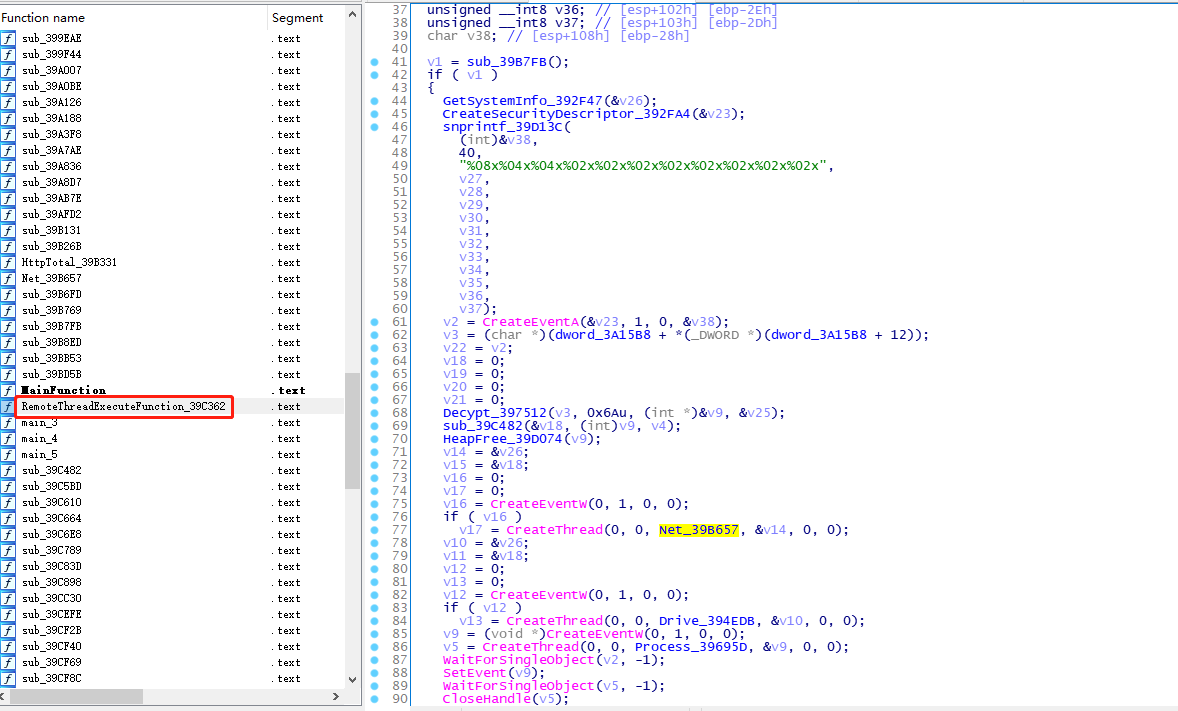 Function name Segment
sub_399EAE .text
sub_399F44 .text
sub_39A007 .text
sub_39A0BE .text
sub_39A126 .text
sub_39A188 .text
sub_39A3F8 .text
sub_39A7AE .text
sub_39A836 .text
sub_39A8D7 .text
sub_39AB7E .text
sub_39AFD2 .text
sub_39B131 .text
sub_39B26B .text
HttpTotal_39B331 .text
Net_39B657 .text
sub_39B6FD .text
sub_39B769 .text
sub_39B7FB .text
sub_39B8ED .text
sub_39BB53 .text
sub_39BD5B .text
MainFunction .text
RemoteThreadExecuteFunction_39C362 .text
main_3 .text
main_4 .text
main_5 .text
sub_39C482 .text
sub_39C5BD .text
sub_39C610 .text
sub_39C664 .text
sub_39C6E8 .text
sub_39C789 .text
sub_39C83D .text
sub_39C898 .text
sub_39CC30 .text
sub_39CEFE .text
sub_39CF2B .text
sub_39CF40 .text
sub_39CF69 .text
sub_39CF8C .text
37 unsigned __int8 v36; // [esp+102h] [ebp-2Eh]
38 unsigned __int8 v37; // [esp+103h] [ebp-2Dh]
39 char v38; // [esp+108h] [ebp-28h]
40
41 v1 = sub_39B7FB();
42 if ( v1 )
43 {
44 GetSystemInfo_392F47(&v26);
45 CreateSecurityDescriptor_392FA4(&v23);
46 snprintf_39D13C(
47 (int)&v38,
48 40,
49 "%08x%04x%04x%02x%02x%02x%02x%02x%02x%02x%02x",
50 v27,
51 v28,
52 v29,
53 v30,
54 v31,
55 v32,
56 v33,
57 v34,
58 v35,
59 v36,
60 v37);
61 v2 = CreateEventA(&v23, 1, 0, &v38);
62 v3 = (char *)(dword_3A15B8 + *(_DWORD *)(dword_3A15B8 + 12));
63 v22 = v2;
64 v18 = 0;
65 v19 = 0;
66 v20 = 0;
67 v21 = 0;
68 Decypt_397512(v3, 0x6Au, (int *)&v9, &v25);
69 sub_39C482(&v18, (int)v9, v4);
70 HeapFree_39D074(v9);
71 v14 = &v26;
72 v15 = &v18;
73 v16 = 0;
74 v17 = 0;
75 v16 = CreateEventW(0, 1, 0, 0);
76 if ( v16 )
77 v17 = CreateThread(0, 0, Net_39B657, &v14, 0, 0);
78 v10 = &v26;
79 v11 = &v18;
80 v12 = 0;
81 v13 = 0;
82 v12 = CreateEventW(0, 1, 0, 0);
83 if ( v12 )
84 v13 = CreateThread(0, 0, Drive_394EDB, &v10, 0, 0);
85 v9 = (void *)CreateEventW(0, 1, 0, 0);
86 v5 = CreateThread(0, 0, Process_39695D, &v9, 0, 0);
87 WaitForSingleObject(v2, -1);
88 SetEvent(v9);
89 WaitForSingleObject(v5, -1);
90 CloseHandle(v5);